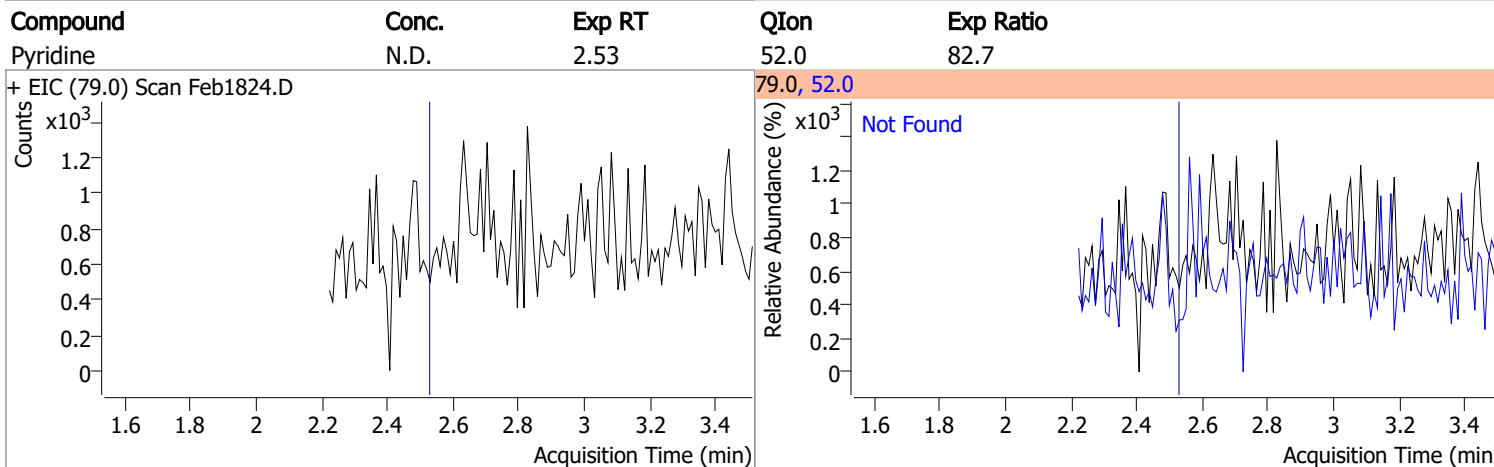 Compound Conc. Exp RT QIon Exp Ratio
Pyridine N.D. 2.53 52.0 82.7
+ EIC (79.0) Scan Feb1824.D
Counts
x10³
1.2
1
0.8
0.6
0.4
0.2
0
1.6 1.8 2 2.2 2.4 2.6 2.8 3 3.2 3.4
Acquisition Time (min)
79.0, 52.0
Relative Abundance (%)
x10³
Not Found
1.2
1
0.8
0.6
0.4
0.2
0
1.6 1.8 2 2.2 2.4 2.6 2.8 3 3.2 3.4
Acquisition Time (min